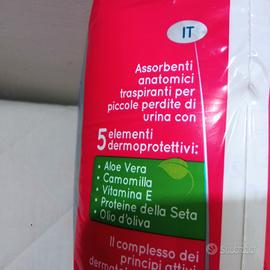 IT
Assorbenti
anatomici
traspiranti per
piccole perdite di
urina con
5 elementi
dermoprotettivi:
• Aloe Vera
• Camomilla
• Vitamina E
• Proteine della Seta
• Olio d'oliva
Il complesso dei
principi attivi
subito